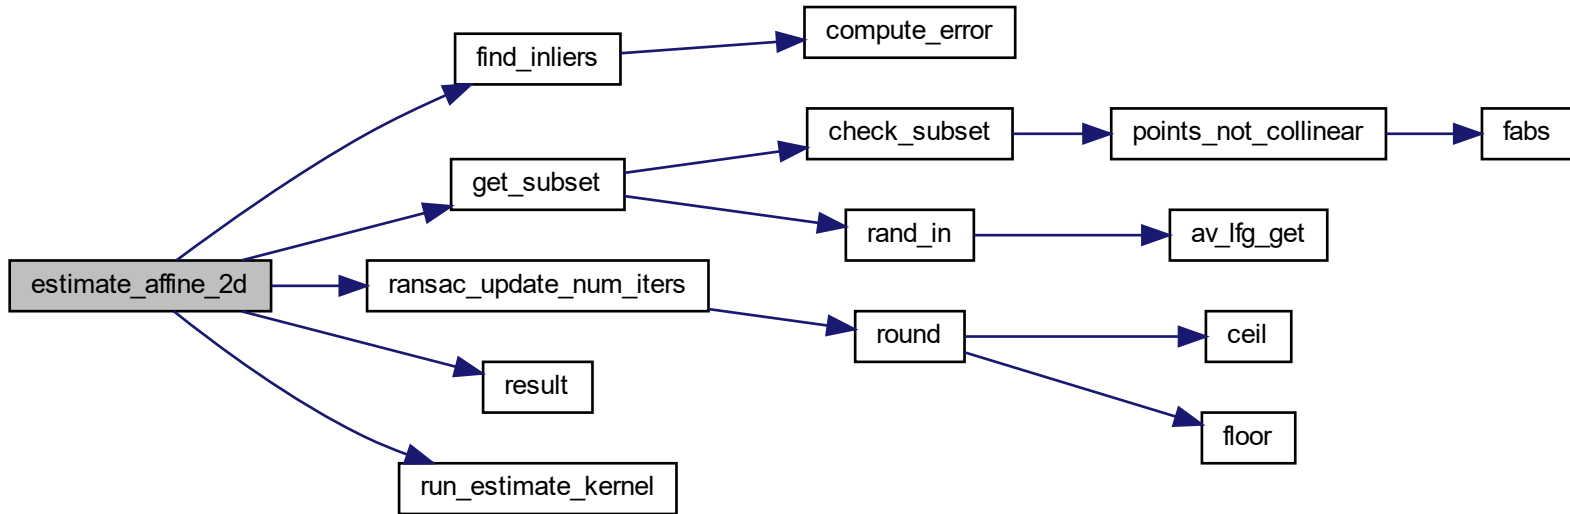 compute_error
find_inliers
check_subset
points_not_collinear
fabs
get_subset
rand_in
av_lfg_get
estimate_affine_2d
ransac_update_num_iters
round
ceil
result
floor
run_estimate_kernel